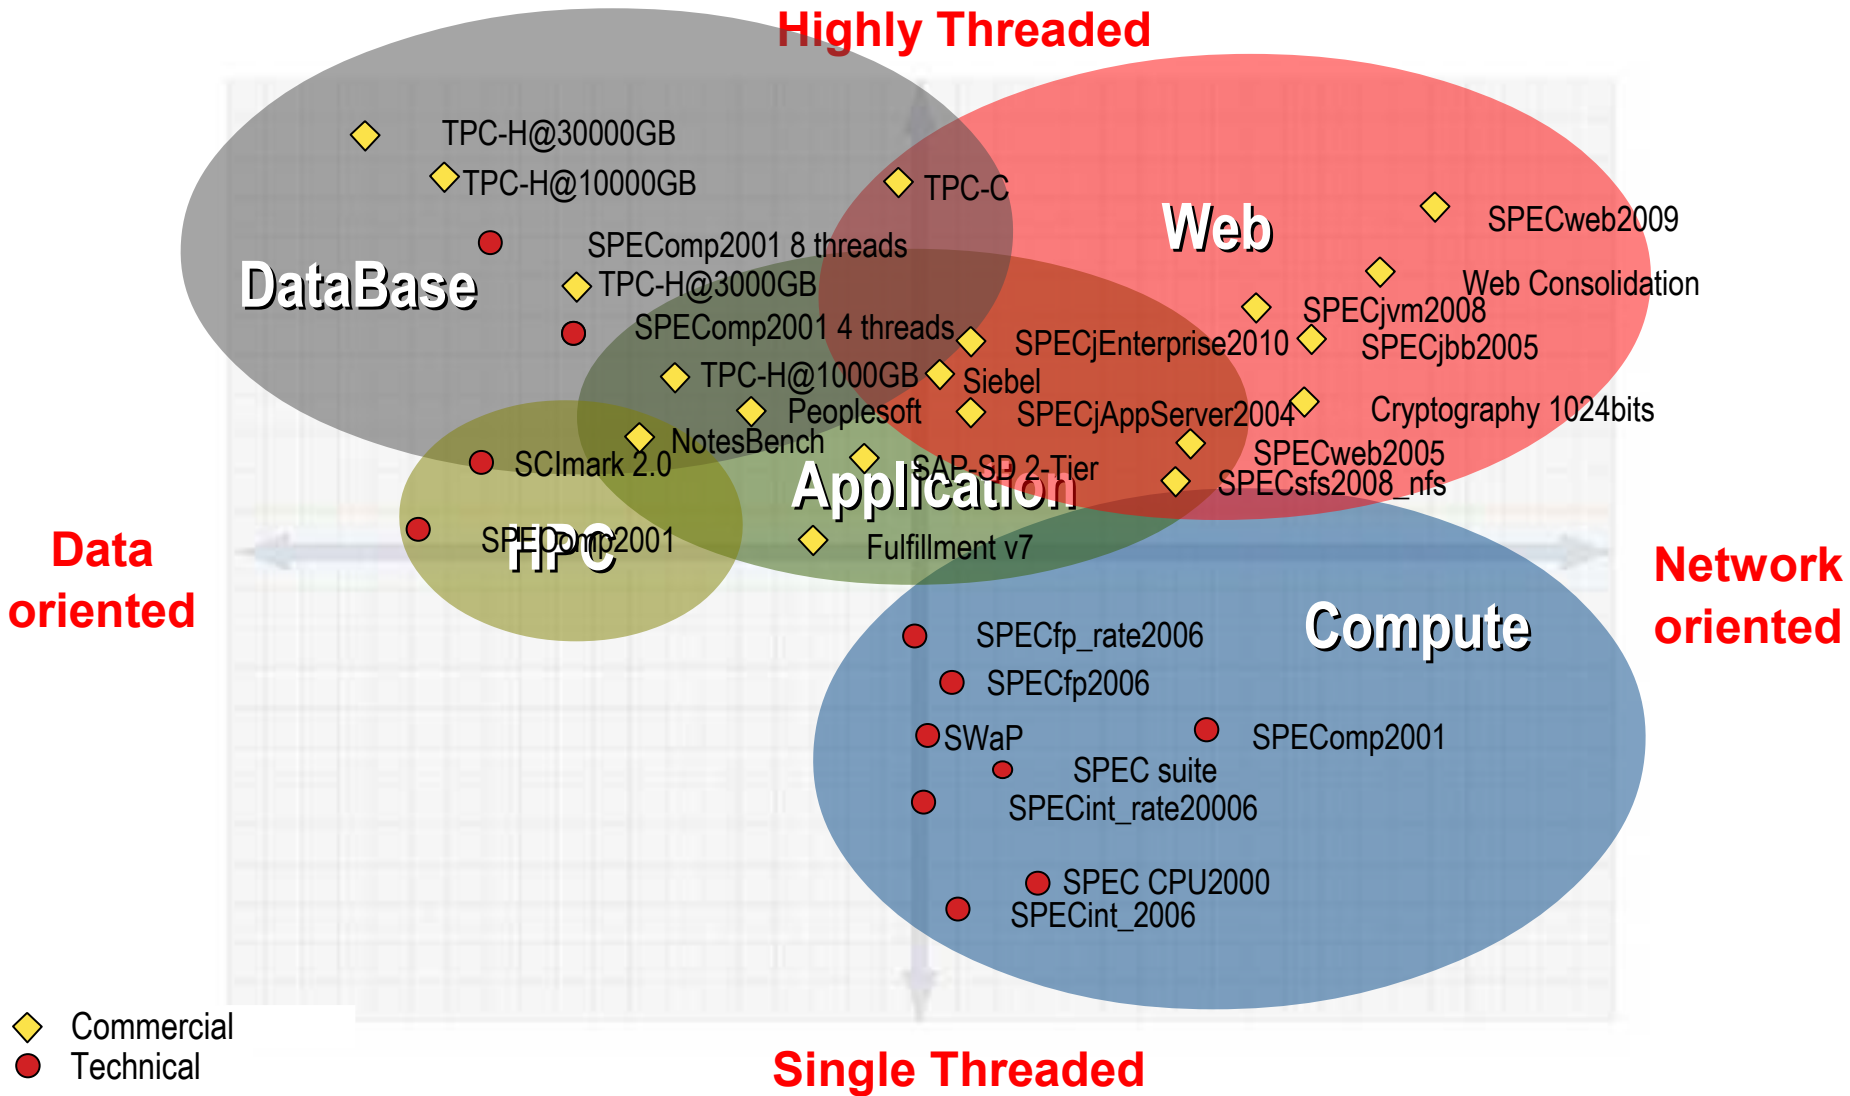 Highly Threaded
TPC-H@30000GB
TPC-H@10000GB
TPC-C
Web
SPECweb2009
SPEComp2001 8 threads
DataBase
TPC-H@3000GB
Web Consolidation
SPECjvm2008
SPEComp2001 4 threads
SPECjEnterprise2010
SPECjbb2005
TPC-H@1000GB
Siebel
Peoplesoft
SPECjAppServer2004
Cryptography 1024bits
NotesBench
SPECweb2005
SCImark 2.0
SAP-SD 2-Tier
Application
SPECsfs2008_nfs
SPEComp2001
HPC
Fulfillment v7
Data
oriented
Network
oriented
Compute
SPECfp_rate2006
SPECfp2006
SWaP
SPEComp2001
SPEC suite
SPECint_rate20006
SPEC CPU2000
SPECint_2006
Commercial
Technical
Single Threaded